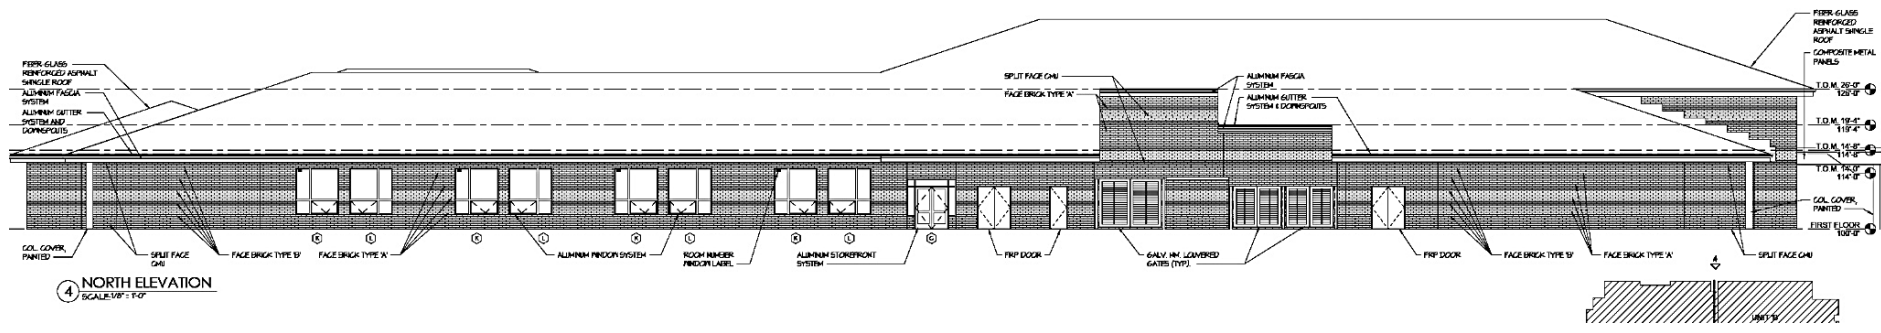 FIBER-GLASS
REINFORCED ASPHALT
SHINGLE ROOF
ALUMINUM FASCIA
SYSTEM
ALUMINUM GUTTER
SYSTEM AND
DOWNSPOUTS
SPLIT FACE CMU
FACE BRICK TYPE 'A'
ALUMINUM FASCIA
SYSTEM
ALUMINUM GUTTER
SYSTEM & DOWNSPOUTS
FIBER-GLASS
REINFORCED
ASPHALT SHINGLE
ROOF
COMPOSITE METAL
PANELS
T.O.M. 26'-0"
126'-0"
T.O.M. 19'-4"
119'-4"
T.O.M. 14'-8"
114'-8"
T.O.M. 14'-0"
114'-0"
COL. COVER,
PAINTED
FIRST FLOOR
100'-0"
K
L
K
L
K
L
K
L
G
COL. COVER,
PAINTED
SPLIT FACE
CMU
FACE BRICK TYPE 'B'
FACE BRICK TYPE 'A'
ALUMINUM WINDOW SYSTEM
ROOM NUMBER
WINDOW LABEL
ALUMINUM STOREFRONT
SYSTEM
FRP DOOR
GALV. HM. LOUVERED
GATES (TYP.)
FRP DOOR
FACE BRICK TYPE 'B'
FACE BRICK TYPE 'A'
SPLIT FACE CMU
4
NORTH ELEVATION
SCALE: 1/8" = 1'-0"
4